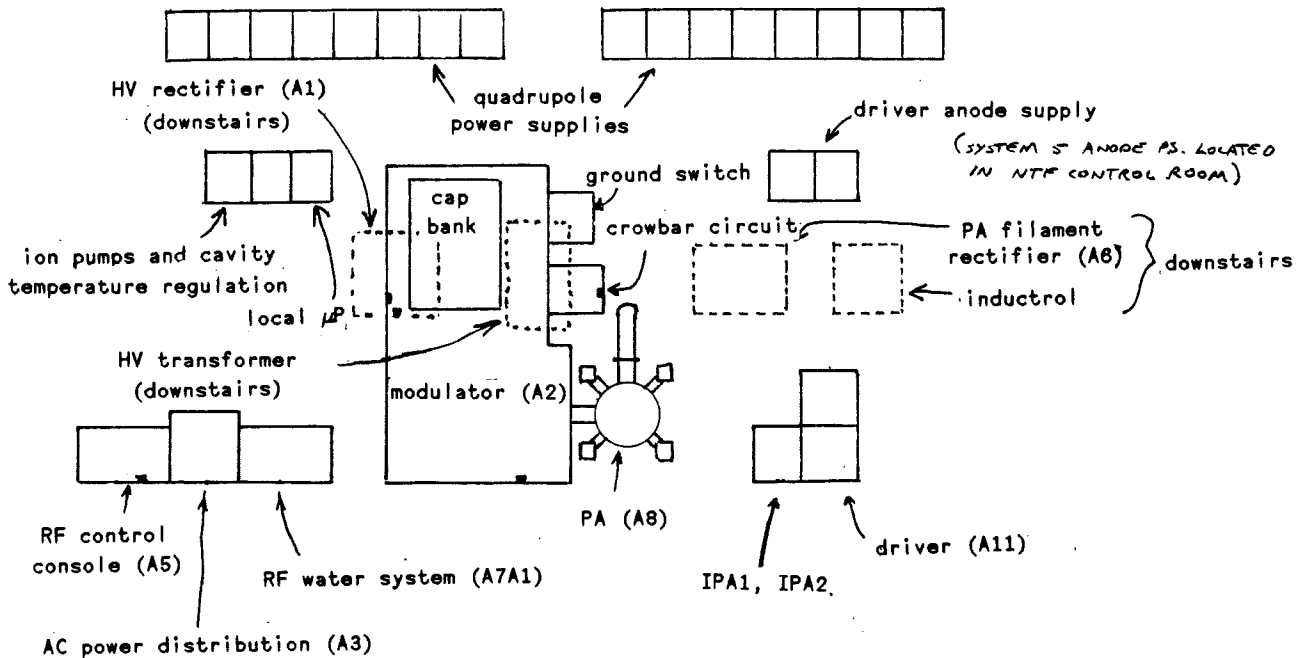 HV rectifier (A1)
(downstairs)
quadrupole
power supplies
driver anode supply
(SYSTEM 5 ANODE PS. LOCATED
IN NTF CONTROL ROOM)
ground switch
cap
bank
crowbar circuit
PA filament
rectifier (A6)
downstairs
inductrol
ion pumps and cavity
temperature regulation
local µP
HV transformer
(downstairs)
modulator (A2)
PA (A8)
RF control
console (A5)
RF water system (A7A1)
AC power distribution (A3)
IPA1, IPA2
driver (A11)